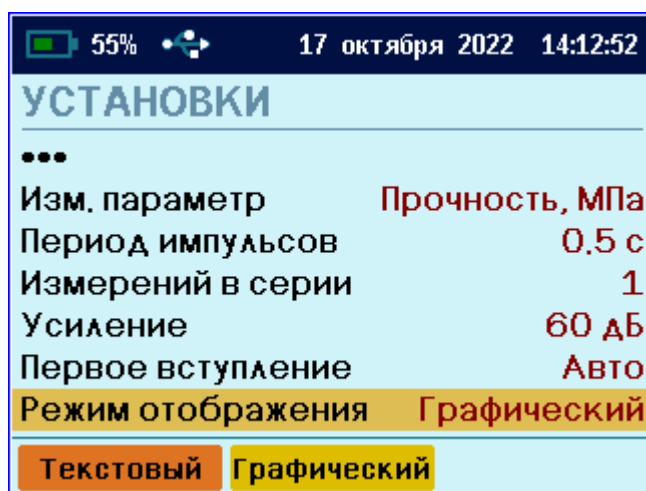 55% 17 октября 2022 14:12:52
УСТАНОВКИ
•••
Изм. параметр Прочность, МПа
Период импульсов 0.5 с
Измерений в серии 1
Усиление 60 дБ
Первое вступление Авто
Режим отображения Графический
Текстовый Графический